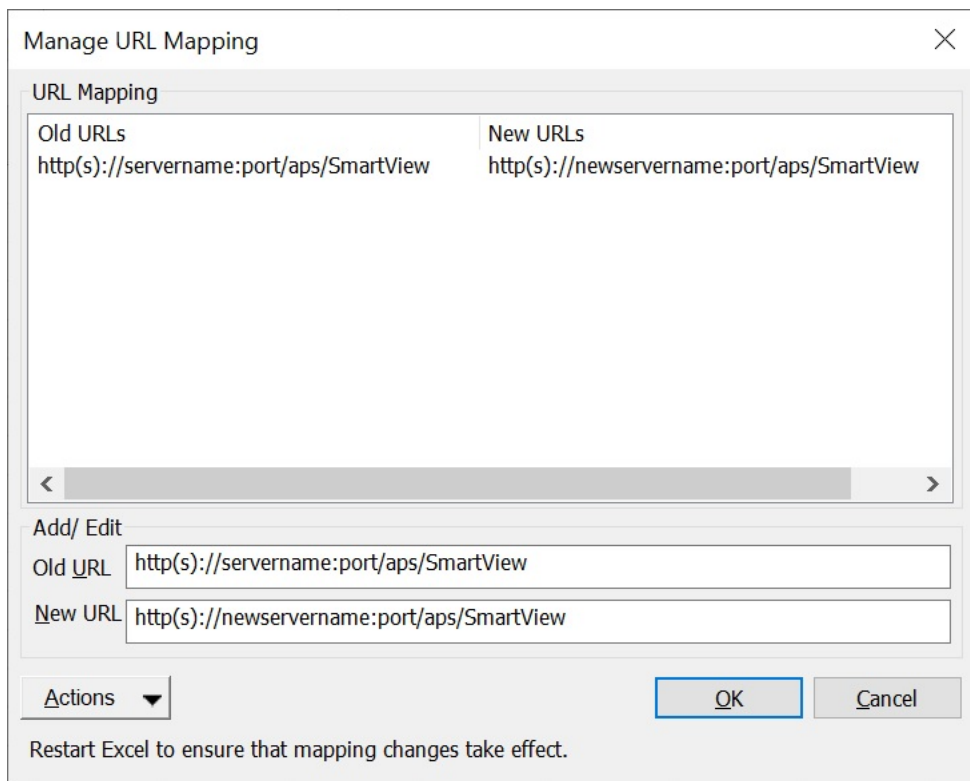 Manage URL Mapping
URL Mapping
Old URLs New URLs
http(s)://servername:port/aps/SmartView http(s)://newservername:port/aps/SmartView
Add/ Edit
Old URL http(s)://servername:port/aps/SmartView
New URL http(s)://newservername:port/aps/SmartView
Actions OK Cancel
Restart Excel to ensure that mapping changes take effect.